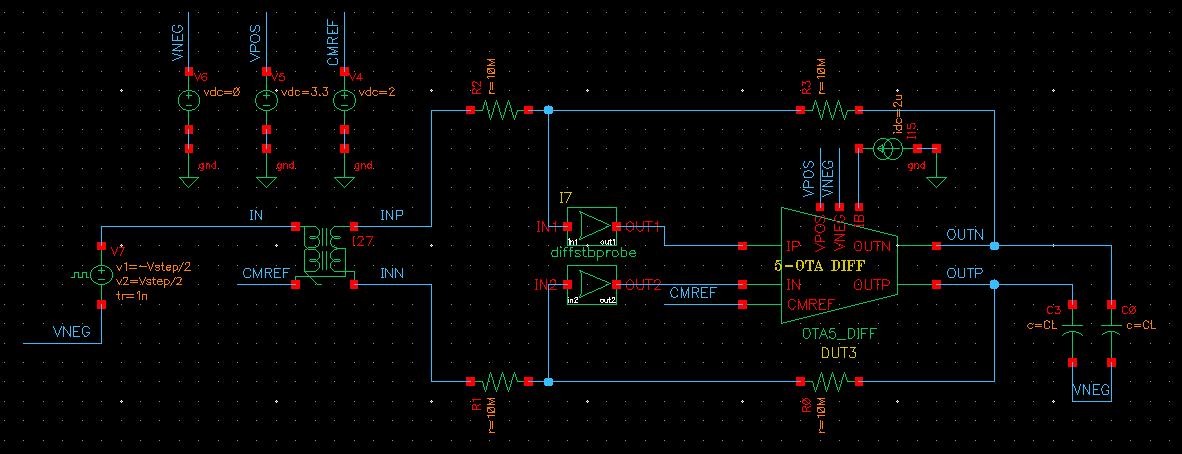 VNEG
VPOS
CMREF
V6
vdc=0
V5
vdc=3.3
V4
vdc=2
gnd
gnd
gnd
R2
r=10M
R3
r=10M
idc=2u
I15
gnd
VPOS
VNEG
IN
INP
I27
V7
v1=-Vstep/2
v2=Vstep/2
tr=1n
CMREF
INN
VNEG
I7
IN1
in1
out1
OUT1
diffstbprobe
IN2
in2
out2
OUT2
CMREF
VPOS
VNEG
IB
IP
OUTN
5-OTA DIFF
IN
OUTP
CMREF
OTA5_DIFF
DUT3
OUTN
OUTP
C3
c=CL
C0
c=CL
VNEG
R1
r=10M
R0
r=10M